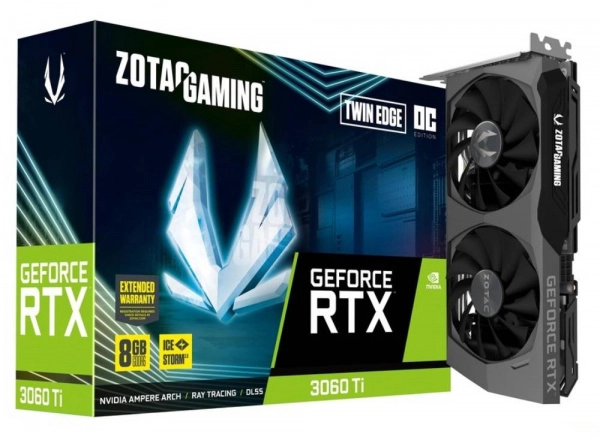 ZOTAC GAMING
TWIN EDGE
OC
EDITION
GEFORCE
RTX
3060 Ti
EXTENDED
WARRANTY
8GB
GDDR6
ICE
STORM 2.0
GEFORCE
RTX
3060 Ti
NVIDIA
NVIDIA AMPERE ARCH / RAY TRACING / DLSS
ZOTAC GAMING
ZOTAC
GEFORCE RTX